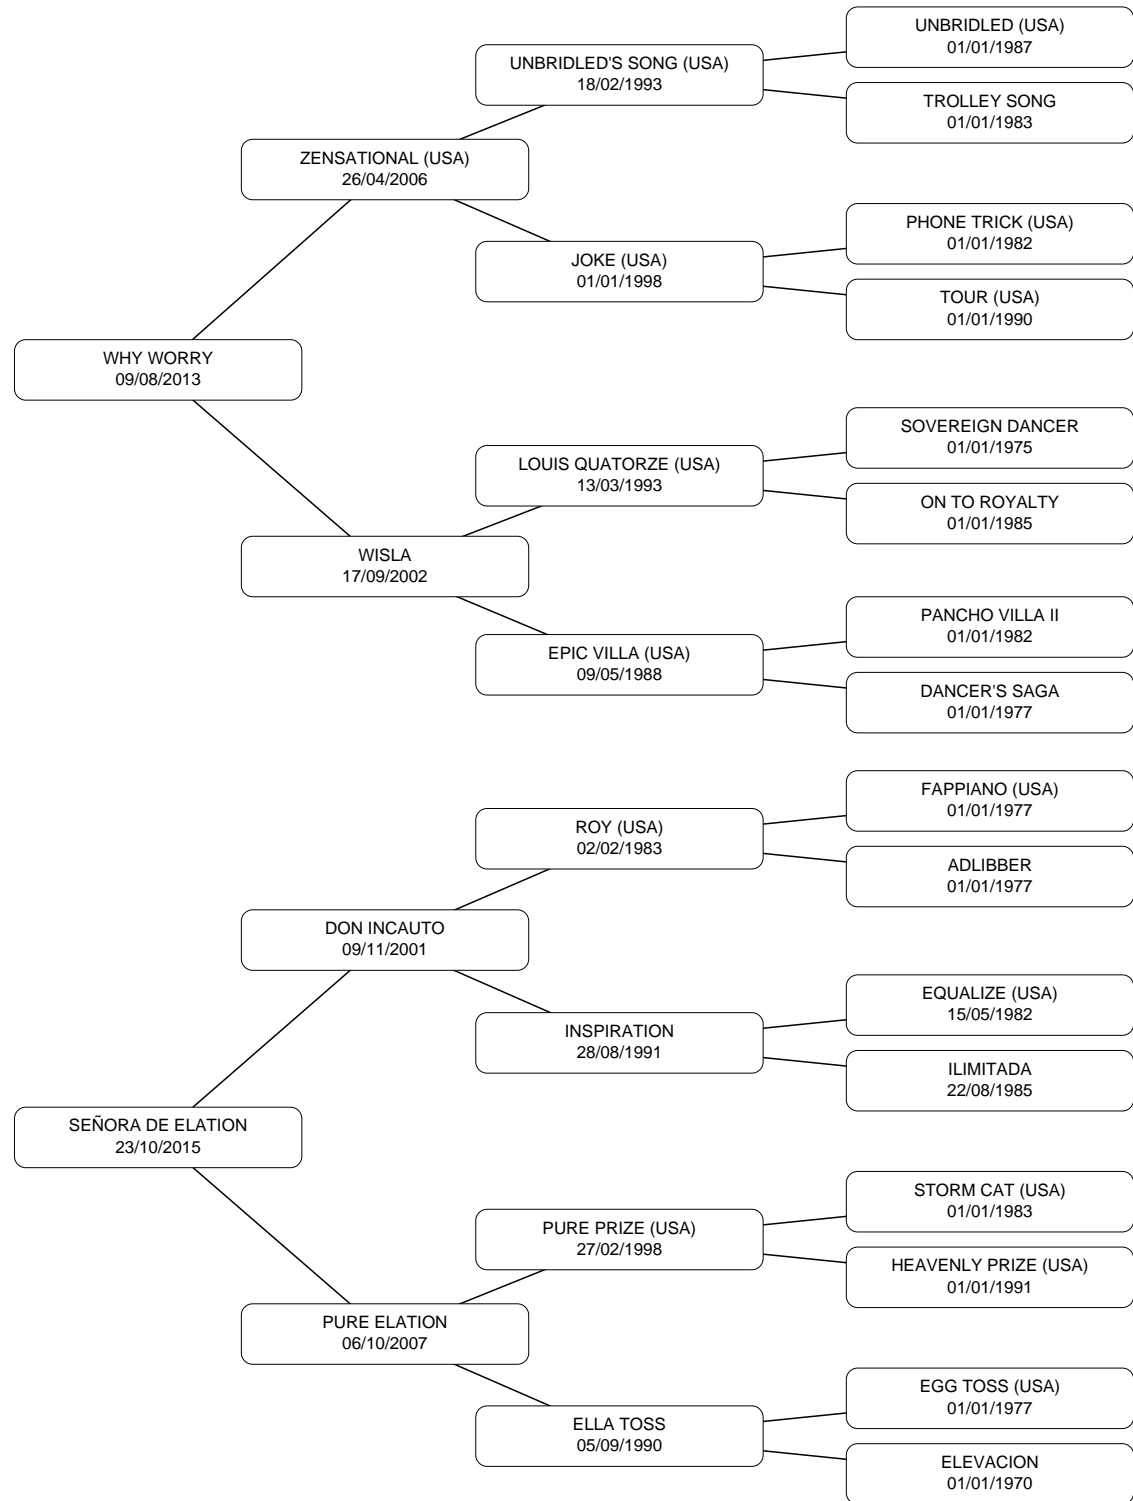 UNBRIDLED (USA)
01/01/1987
UNBRIDLED'S SONG (USA)
18/02/1993
TROLLEY SONG
01/01/1983
ZENSATIONAL (USA)
26/04/2006
PHONE TRICK (USA)
01/01/1982
JOKE (USA)
01/01/1998
TOUR (USA)
01/01/1990
WHY WORRY
09/08/2013
SOVEREIGN DANCER
01/01/1975
LOUIS QUATORZE (USA)
13/03/1993
ON TO ROYALTY
01/01/1985
WISLA
17/09/2002
PANCHO VILLA II
01/01/1982
EPIC VILLA (USA)
09/05/1988
DANCER'S SAGA
01/01/1977
FAPPIANO (USA)
01/01/1977
ROY (USA)
02/02/1983
ADLIBBER
01/01/1977
DON INCAUTO
09/11/2001
EQUALIZE (USA)
15/05/1982
INSPIRATION
28/08/1991
ILIMITADA
22/08/1985
SEÑORA DE ELATION
23/10/2015
STORM CAT (USA)
01/01/1983
PURE PRIZE (USA)
27/02/1998
HEAVENLY PRIZE (USA)
01/01/1991
PURE ELATION
06/10/2007
EGG TOSS (USA)
01/01/1977
ELLA TOSS
05/09/1990
ELEVACION
01/01/1970